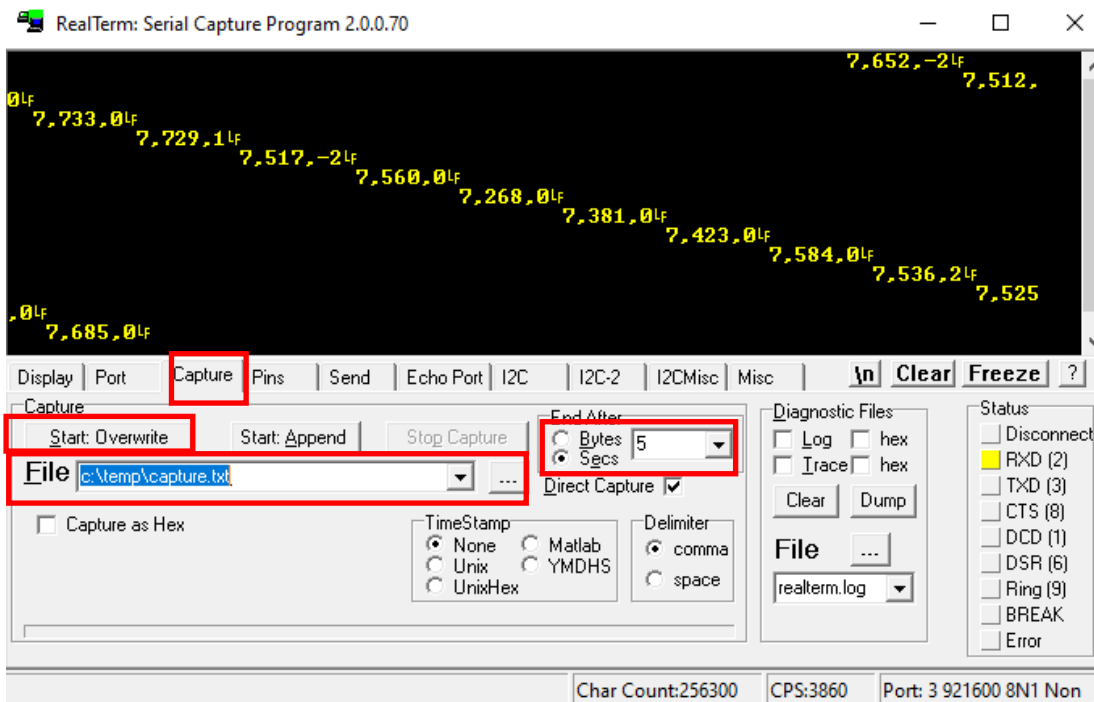 RealTerm: Serial Capture Program 2.0.0.70
7,652,-2LF
7,512,
0LF
7,733,0LF
7,729,1LF
7,517,-2LF
7,560,0LF
7,268,0LF
7,381,0LF
7,423,0LF
7,584,0LF
7,536,2LF
7,525
,0LF
7,685,0LF
Display Port Capture Pins Send Echo Port I2C I2C-2 I2CMisc Misc \n Clear Freeze ?
Capture
Start: Overwrite Start: Append Stop Capture
File c:\temp\capture.txt ...
End After
Bytes 5
Secs
Direct Capture
Capture as Hex
TimeStamp
None Matlab
Unix YMDHS
UnixHex
Delimiter
comma
space
Diagnostic Files
Log hex
Trace hex
Clear Dump
File ...
realterm.log
Status
Disconnect
RXD (2)
TXD (3)
CTS (8)
DCD (1)
DSR (6)
Ring (9)
BREAK
Error
Char Count:256300 CPS:3860 Port: 3 921600 8N1 Non